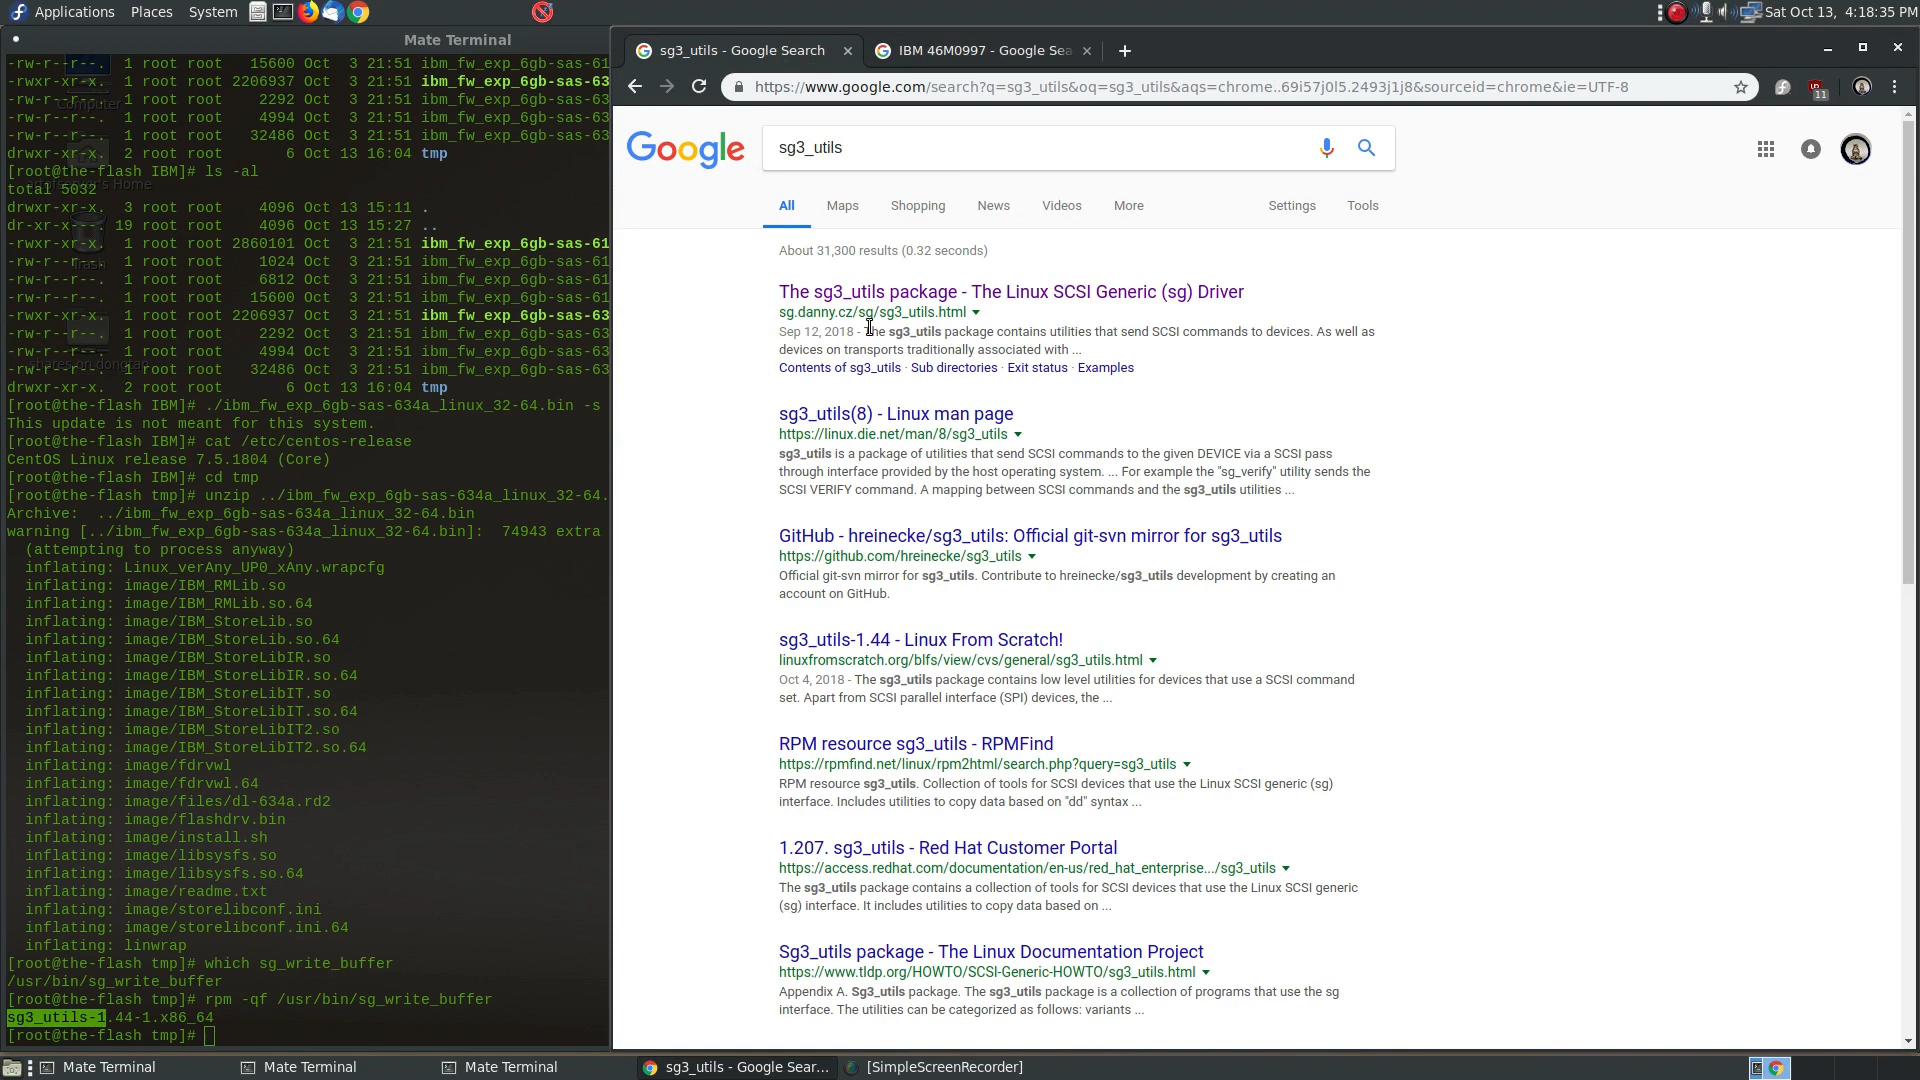 Applications Places System
Sat Oct 13, 4:18:35 PM
Mate Terminal
-rw-r--r--. 1 root root 15600 Oct 3 21:51 ibm_fw_exp_6gb-sas-61
-rwxr-xr-x. 1 root root 2206937 Oct 3 21:51 ibm_fw_exp_6gb-sas-63
-rw-r--r--. 1 root root 2292 Oct 3 21:51 ibm_fw_exp_6gb-sas-63
-rw-r--r--. 1 root root 4994 Oct 3 21:51 ibm_fw_exp_6gb-sas-63
-rw-r--r--. 1 root root 32486 Oct 3 21:51 ibm_fw_exp_6gb-sas-63
drwxr-xr-x. 2 root root 6 Oct 13 16:04 tmp
[root@the-flash IBM]# ls -al
total 5032
drwxr-xr-x. 3 root root 4096 Oct 13 15:11 .
dr-xr-x---. 19 root root 4096 Oct 13 15:27 ..
-rwxr-xr-x. 1 root root 2860101 Oct 3 21:51 ibm_fw_exp_6gb-sas-61
-rw-r--r--. 1 root root 1024 Oct 3 21:51 ibm_fw_exp_6gb-sas-61
-rw-r--r--. 1 root root 6812 Oct 3 21:51 ibm_fw_exp_6gb-sas-61
-rw-r--r--. 1 root root 15600 Oct 3 21:51 ibm_fw_exp_6gb-sas-61
-rwxr-xr-x. 1 root root 2206937 Oct 3 21:51 ibm_fw_exp_6gb-sas-63
-rw-r--r--. 1 root root 2292 Oct 3 21:51 ibm_fw_exp_6gb-sas-63
-rw-r--r--. 1 root root 4994 Oct 3 21:51 ibm_fw_exp_6gb-sas-63
-rw-r--r--. 1 root root 32486 Oct 3 21:51 ibm_fw_exp_6gb-sas-63
drwxr-xr-x. 2 root root 6 Oct 13 16:04 tmp
[root@the-flash IBM]# ./ibm_fw_exp_6gb-sas-634a_linux_32-64.bin -s
This update is not meant for this system.
[root@the-flash IBM]# cat /etc/centos-release
CentOS Linux release 7.5.1804 (Core)
[root@the-flash IBM]# cd tmp
[root@the-flash tmp]# unzip ../ibm_fw_exp_6gb-sas-634a_linux_32-64.
Archive: ../ibm_fw_exp_6gb-sas-634a_linux_32-64.bin
warning [../ibm_fw_exp_6gb-sas-634a_linux_32-64.bin]: 74943 extra
(attempting to process anyway)
inflating: Linux_verAny_UP0_xAny.wrapcfg
inflating: image/IBM_RMLib.so
inflating: image/IBM_RMLib.so.64
inflating: image/IBM_StoreLib.so
inflating: image/IBM_StoreLib.so.64
inflating: image/IBM_StoreLibIR.so
inflating: image/IBM_StoreLibIR.so.64
inflating: image/IBM_StoreLibIT.so
inflating: image/IBM_StoreLibIT.so.64
inflating: image/IBM_StoreLibIT2.so
inflating: image/IBM_StoreLibIT2.so.64
inflating: image/fdrvwl
inflating: image/fdrvwl.64
inflating: image/files/dl-634a.rd2
inflating: image/flashdrv.bin
inflating: image/install.sh
inflating: image/libsysfs.so
inflating: image/libsysfs.so.64
inflating: image/readme.txt
inflating: image/storelibconf.ini
inflating: image/storelibconf.ini.64
inflating: linwrap
[root@the-flash tmp]# which sg_write_buffer
/usr/bin/sg_write_buffer
[root@the-flash tmp]# rpm -qf /usr/bin/sg_write_buffer
sg3_utils-1.44-1.x86_64
[root@the-flash tmp]#
sg3_utils - Google Search
IBM 46M0997 - Google Sea
https://www.google.com/search?q=sg3_utils&oq=sg3_utils&aqs=chrome..69i57j0l5.2493j1j8&sourceid=chrome&ie=UTF-8
11
Google
sg3_utils
All Maps Shopping News Videos More Settings Tools
About 31,300 results (0.32 seconds)
The sg3_utils package - The Linux SCSI Generic (sg) Driver
sg.danny.cz/sg/sg3_utils.html
Sep 12, 2018 - The sg3_utils package contains utilities that send SCSI commands to devices. As well as
devices on transports traditionally associated with ...
Contents of sg3_utils · Sub directories · Exit status · Examples
sg3_utils(8) - Linux man page
https://linux.die.net/man/8/sg3_utils
sg3_utils is a package of utilities that send SCSI commands to the given DEVICE via a SCSI pass
through interface provided by the host operating system. ... For example the "sg_verify" utility sends the
SCSI VERIFY command. A mapping between SCSI commands and the sg3_utils utilities ...
GitHub - hreinecke/sg3_utils: Official git-svn mirror for sg3_utils
https://github.com/hreinecke/sg3_utils
Official git-svn mirror for sg3_utils. Contribute to hreinecke/sg3_utils development by creating an
account on GitHub.
sg3_utils-1.44 - Linux From Scratch!
linuxfromscratch.org/blfs/view/cvs/general/sg3_utils.html
Oct 4, 2018 - The sg3_utils package contains low level utilities for devices that use a SCSI command
set. Apart from SCSI parallel interface (SPI) devices, the ...
RPM resource sg3_utils - RPMFind
https://rpmfind.net/linux/rpm2html/search.php?query=sg3_utils
RPM resource sg3_utils. Collection of tools for SCSI devices that use the Linux SCSI generic (sg)
interface. Includes utilities to copy data based on "dd" syntax ...
1.207. sg3_utils - Red Hat Customer Portal
https://access.redhat.com/documentation/en-us/red_hat_enterprise.../sg3_utils
The sg3_utils package contains a collection of tools for SCSI devices that use the Linux SCSI generic
(sg) interface. It includes utilities to copy data based on ...
Sg3_utils package - The Linux Documentation Project
https://www.tldp.org/HOWTO/SCSI-Generic-HOWTO/sg3_utils.html
Appendix A. Sg3_utils package. The sg3_utils package is a collection of programs that use the sg
interface. The utilities can be categorized as follows: variants ...
Mate Terminal
Mate Terminal
Mate Terminal
sg3_utils - Google Sear...
[SimpleScreenRecorder]